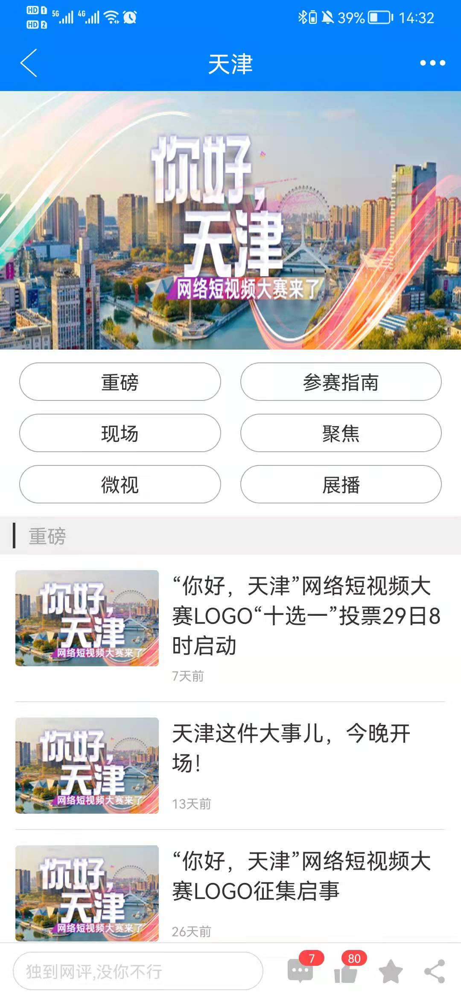 HD 1 5G 4G
HD 2
39% 14:32
天津
你好,
天津
网络短视频大赛来了
重磅
参赛指南
现场
聚焦
微视
展播
重磅
你好,
天津
网络短视频大赛来了
“你好，天津”网络短视频大
赛LOGO“十选一”投票29日8
时启动
7天前
你好,
天津
网络短视频大赛来了
天津这件大事儿，今晚开
场！
13天前
你好,
天津
网络短视频大赛来了
“你好，天津”网络短视频大
赛LOGO征集启事
26天前
独到网评,没你不行
7
80